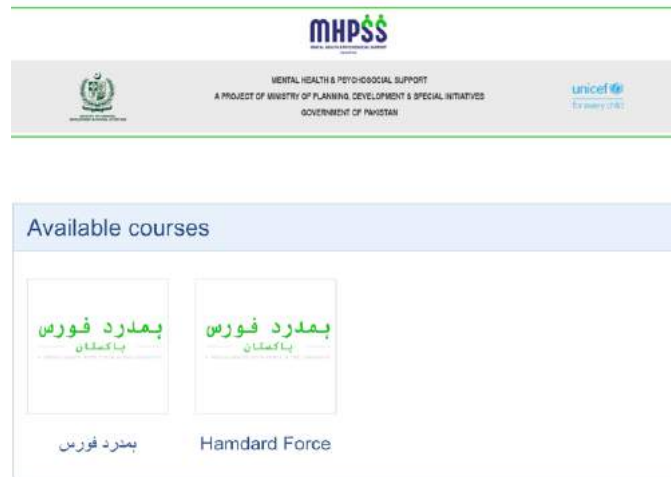 MHPSS
MENTAL HEALTH & PSYCHOSOCIAL SUPPORT
A PROJECT OF MINISTRY OF PLANNING, DEVELOPMENT & SPECIAL INITIATIVES
GOVERNMENT OF PAKISTAN
unicef
for every child
Available courses
ہمدرد فورس
پاکستان
ہمدرد فورس
پاکستان
ہمدرد فورس
Hamdard Force